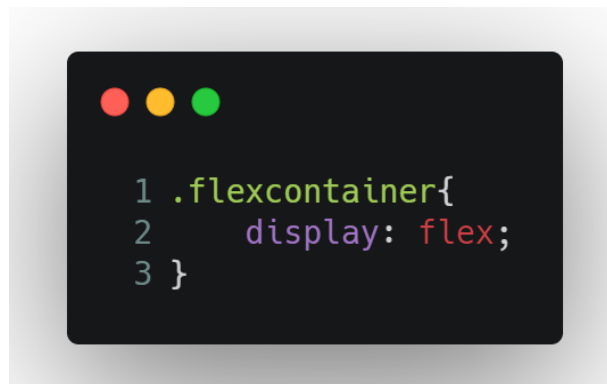 1 .flexcontainer{
2     display: flex;
3 }